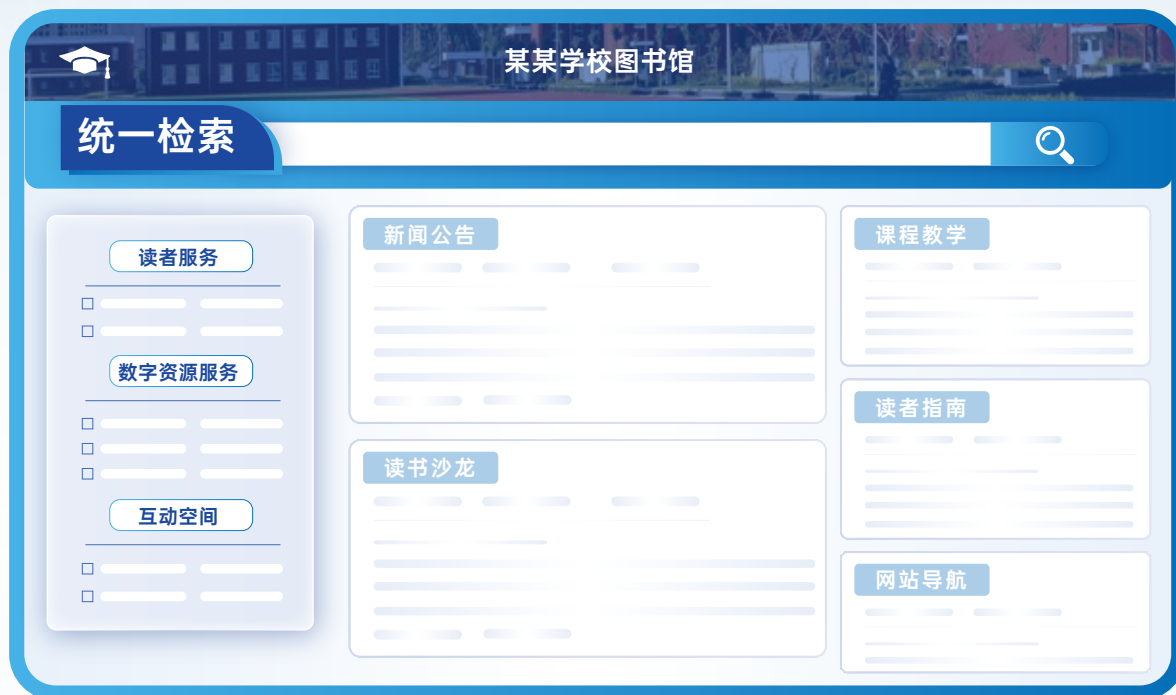 某某学校图书馆
统一检索
读者服务
数字资源服务
互动空间
新闻公告
读书沙龙
课程教学
读者指南
网站导航